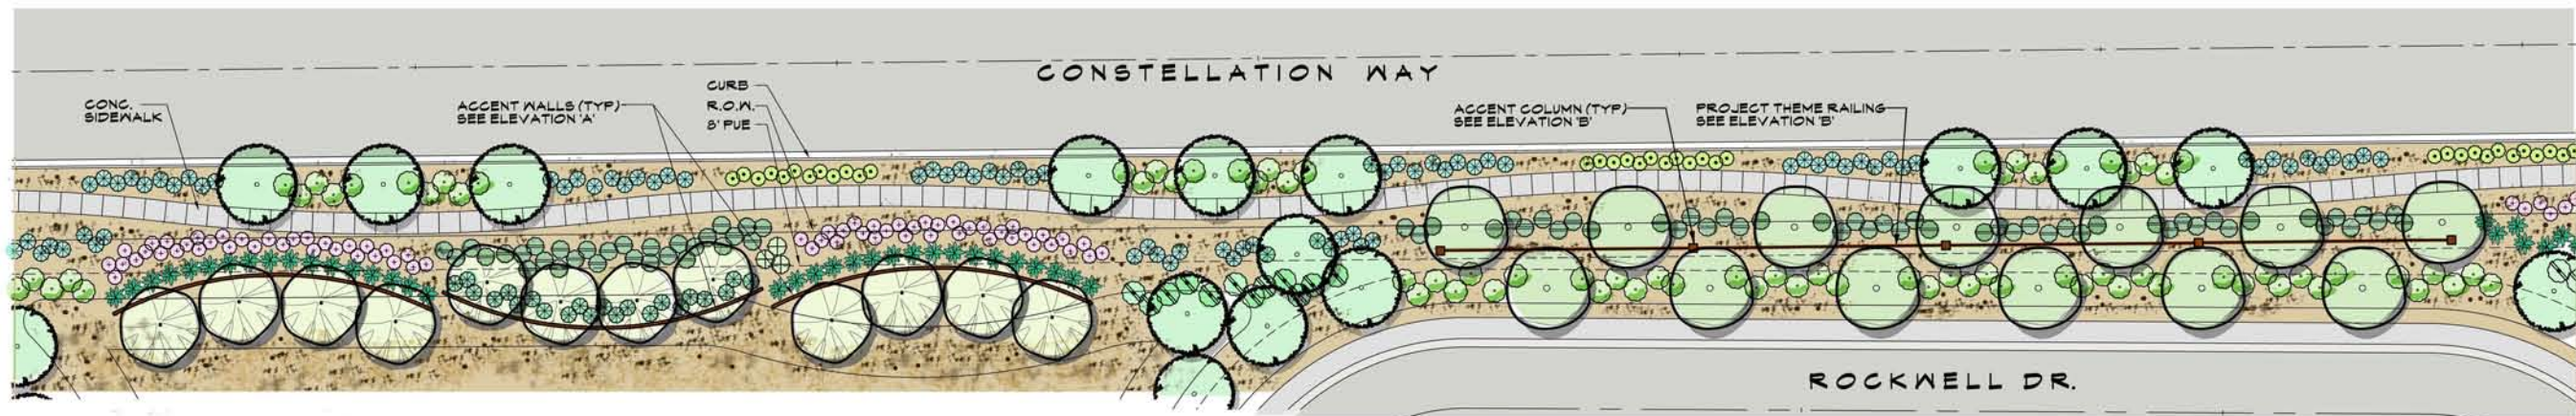 CONSTELLATION WAY
CONC.
SIDEWALK
ACCENT WALLS (TYP)
SEE ELEVATION 'A'
CURB
R.O.W.
8' PUE
ACCENT COLUMN (TYP)
SEE ELEVATION 'B'
PROJECT THEME RAILING
SEE ELEVATION 'B'
ROCKWELL DR.